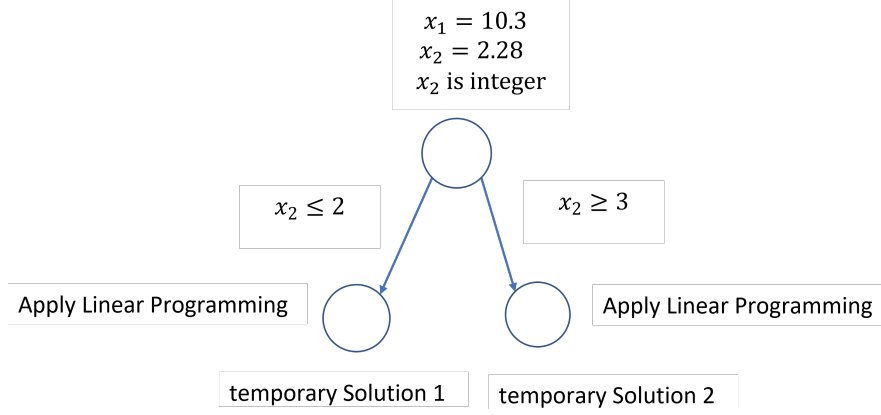 x₁ = 10.3
x₂ = 2.28
x₂ is integer
x₂ ≤ 2
x₂ ≥ 3
Apply Linear Programming
Apply Linear Programming
temporary Solution 1
temporary Solution 2